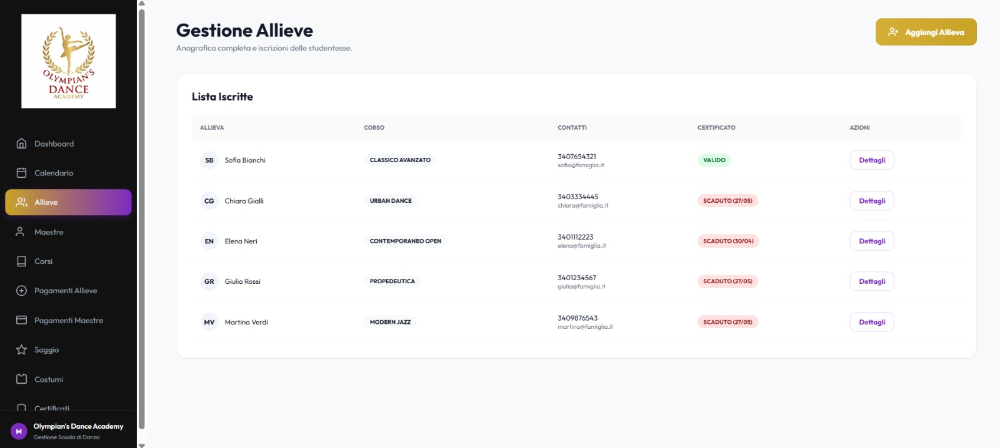 OLYMPIAN'S
DANCE
ACADEMY
Dashboard
Calendario
Allieve
Maestre
Corsi
Pagamenti Allieve
Pagamenti Maestre
Saggio
Costumi
Certificati
M
Olympian's Dance Academy
Gestione Scuola di Danza
Gestione Allieve
Anagrafica completa e iscrizioni delle studentesse.
Aggiungi Allieva
Lista Iscritte
ALLIEVA CORSO CONTATTI CERTIFICATO AZIONI
SB Sofia Bianchi CLASSICO AVANZATO 3407654321 VALIDO Dettagli
sofia@famiglia.it
CG Chiara Gialli URBAN DANCE 3403334445 SCADUTO (27/05) Dettagli
chiara@famiglia.it
EN Elena Neri CONTEMPORANEO OPEN 3401112223 SCADUTO (30/04) Dettagli
elena@famiglia.it
GR Giulia Rossi PROPEDEUTICA 3401234567 SCADUTO (27/05) Dettagli
giulia@famiglia.it
MV Martina Verdi MODERN JAZZ 3409876543 SCADUTO (27/05) Dettagli
martina@famiglia.it